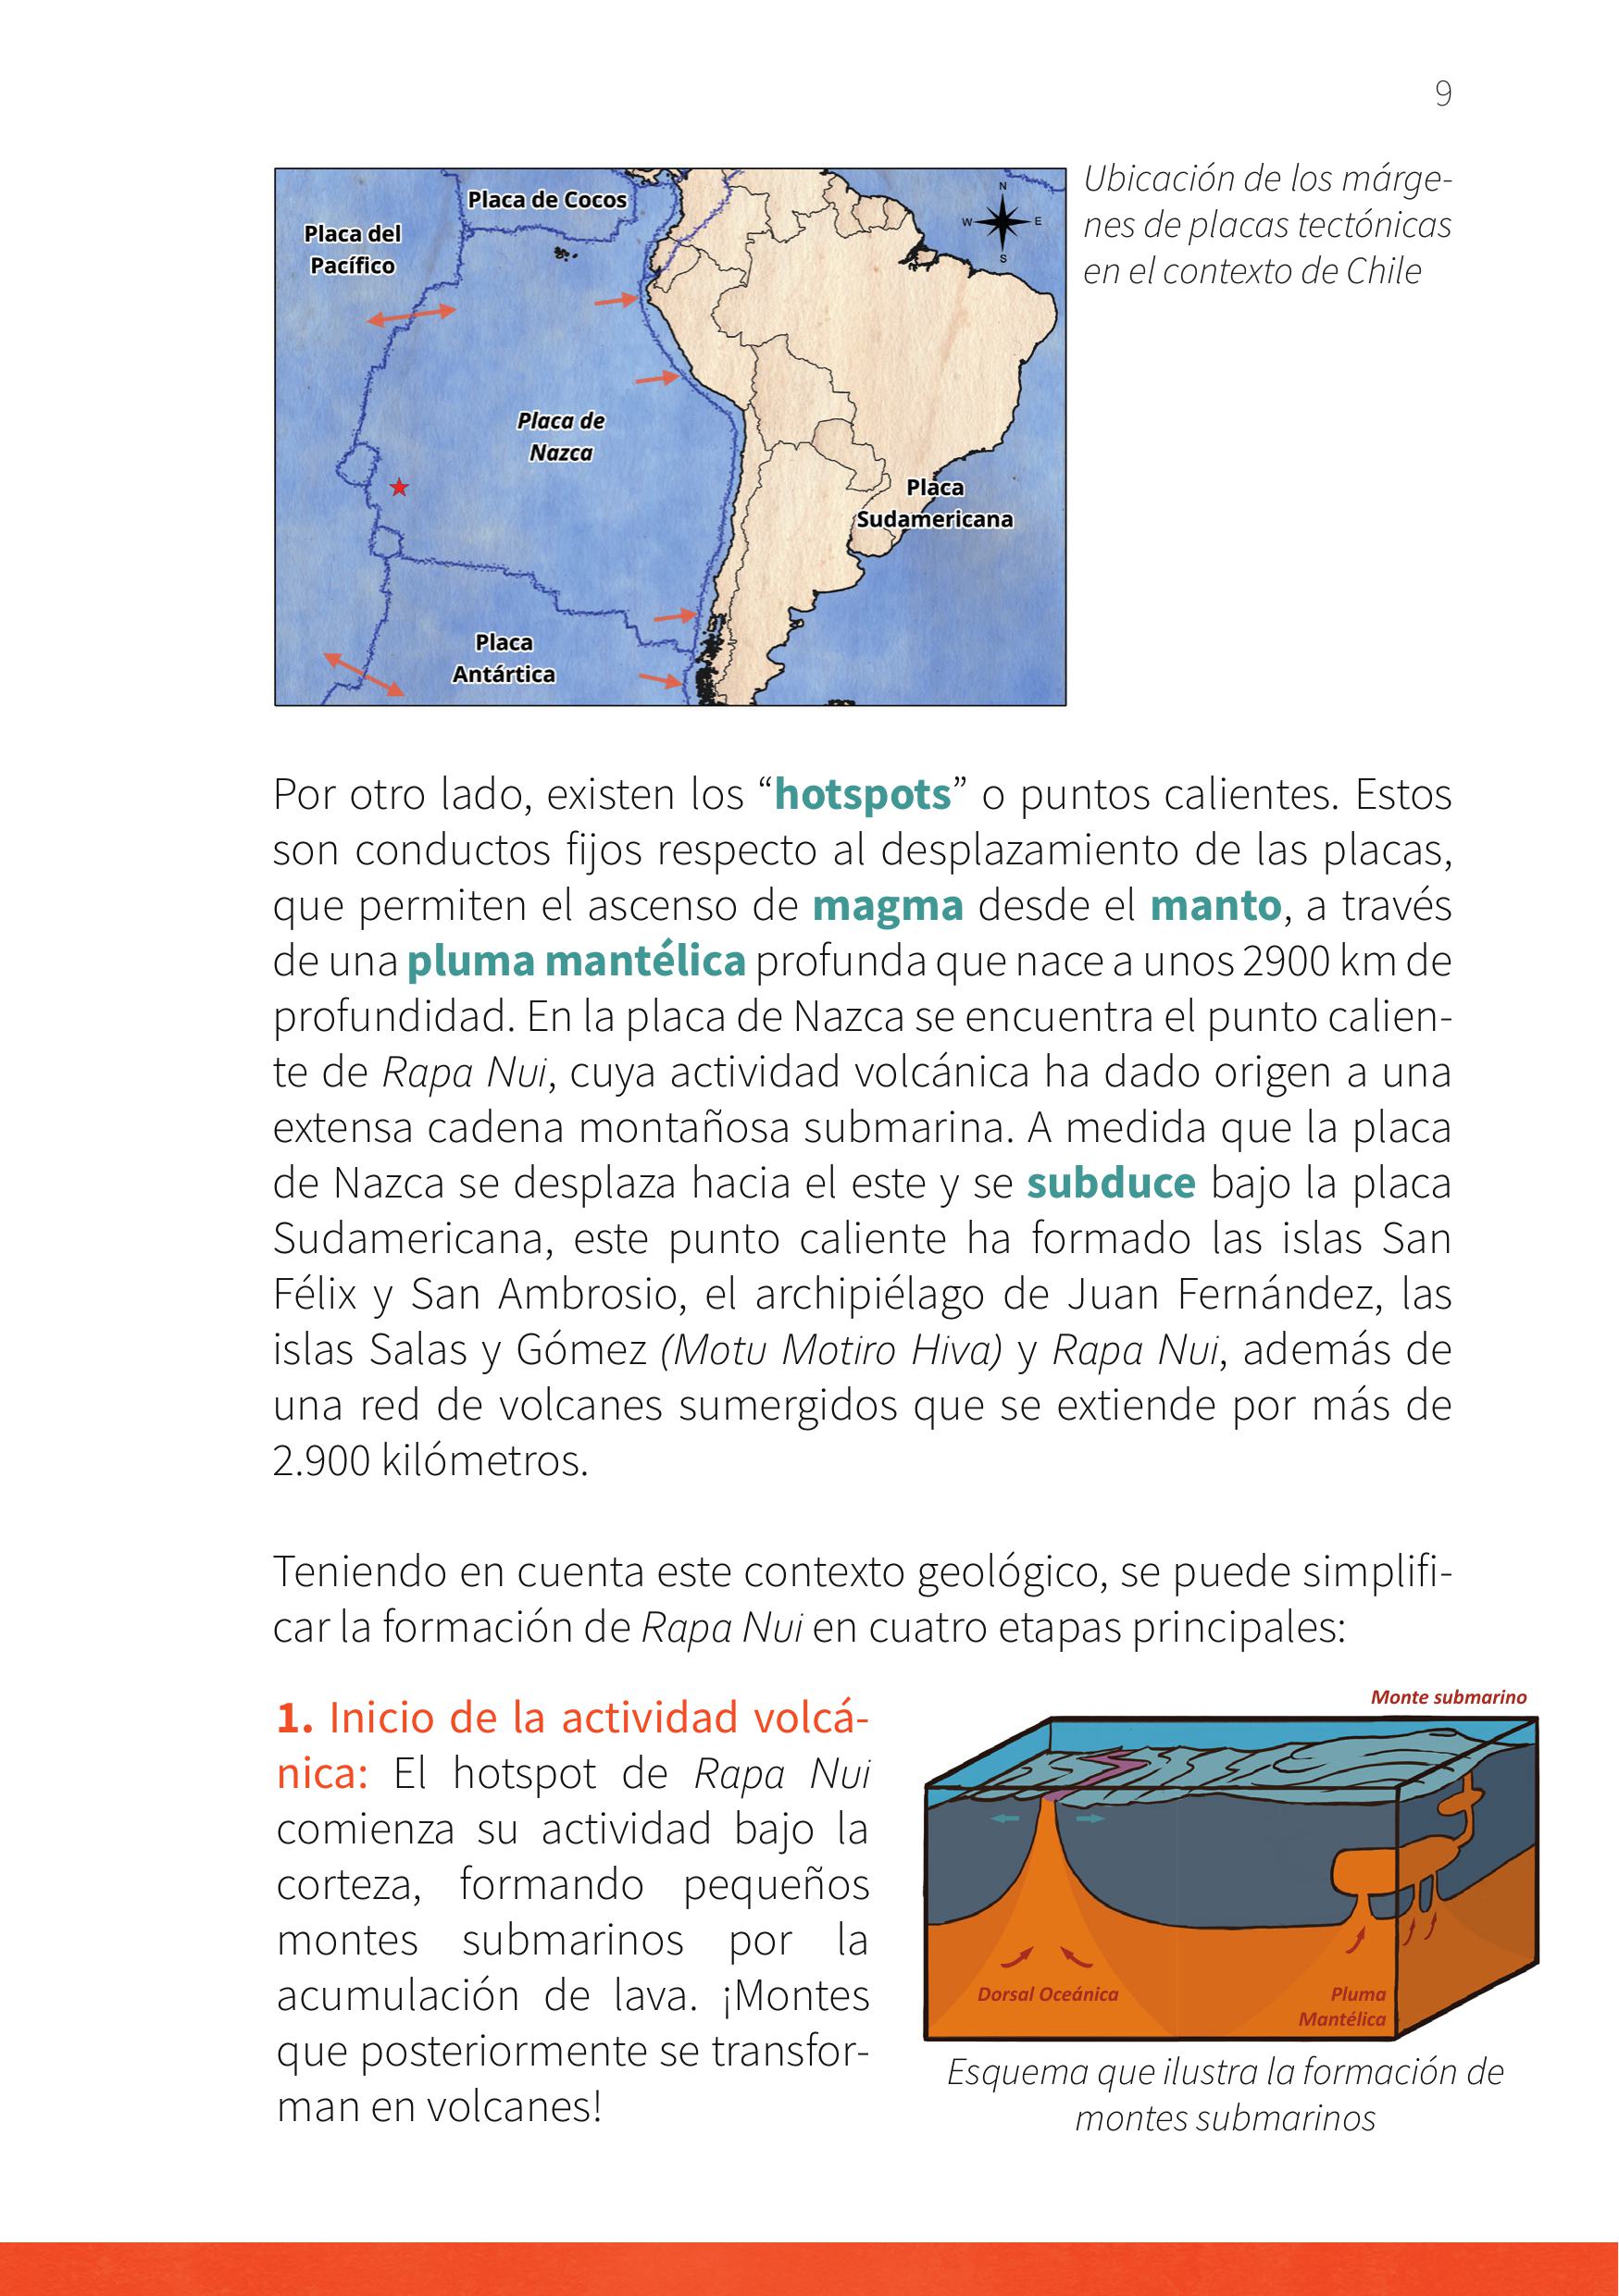 9
Placa de Cocos
Placa del
Pacífico
N
W
E
S
Placa de
Nazca
Placa
Sudamericana
Placa
Antártica
Ubicación de los márge-
nes de placas tectónicas
en el contexto de Chile
Por otro lado, existen los “hotspots” o puntos calientes. Estos
son conductos fijos respecto al desplazamiento de las placas,
que permiten el ascenso de magma desde el manto, a través
de una pluma mantélica profunda que nace a unos 2900 km de
profundidad. En la placa de Nazca se encuentra el punto calien-
te de Rapa Nui, cuya actividad volcánica ha dado origen a una
extensa cadena montañosa submarina. A medida que la placa
de Nazca se desplaza hacia el este y se subduce bajo la placa
Sudamericana, este punto caliente ha formado las islas San
Félix y San Ambrosio, el archipiélago de Juan Fernández, las
islas Salas y Gómez (Motu Motiro Hiva) y Rapa Nui, además de
una red de volcanes sumergidos que se extiende por más de
2.900 kilómetros.
Teniendo en cuenta este contexto geológico, se puede simplifi-
car la formación de Rapa Nui en cuatro etapas principales:
1. Inicio de la actividad volcá-
nica: El hotspot de Rapa Nui
comienza su actividad bajo la
corteza, formando pequeños
montes submarinos por la
acumulación de lava. ¡Montes
que posteriormente se transfor-
man en volcanes!
Monte submarino
Dorsal Oceánica
Pluma
Mantélica
Esquema que ilustra la formación de
montes submarinos